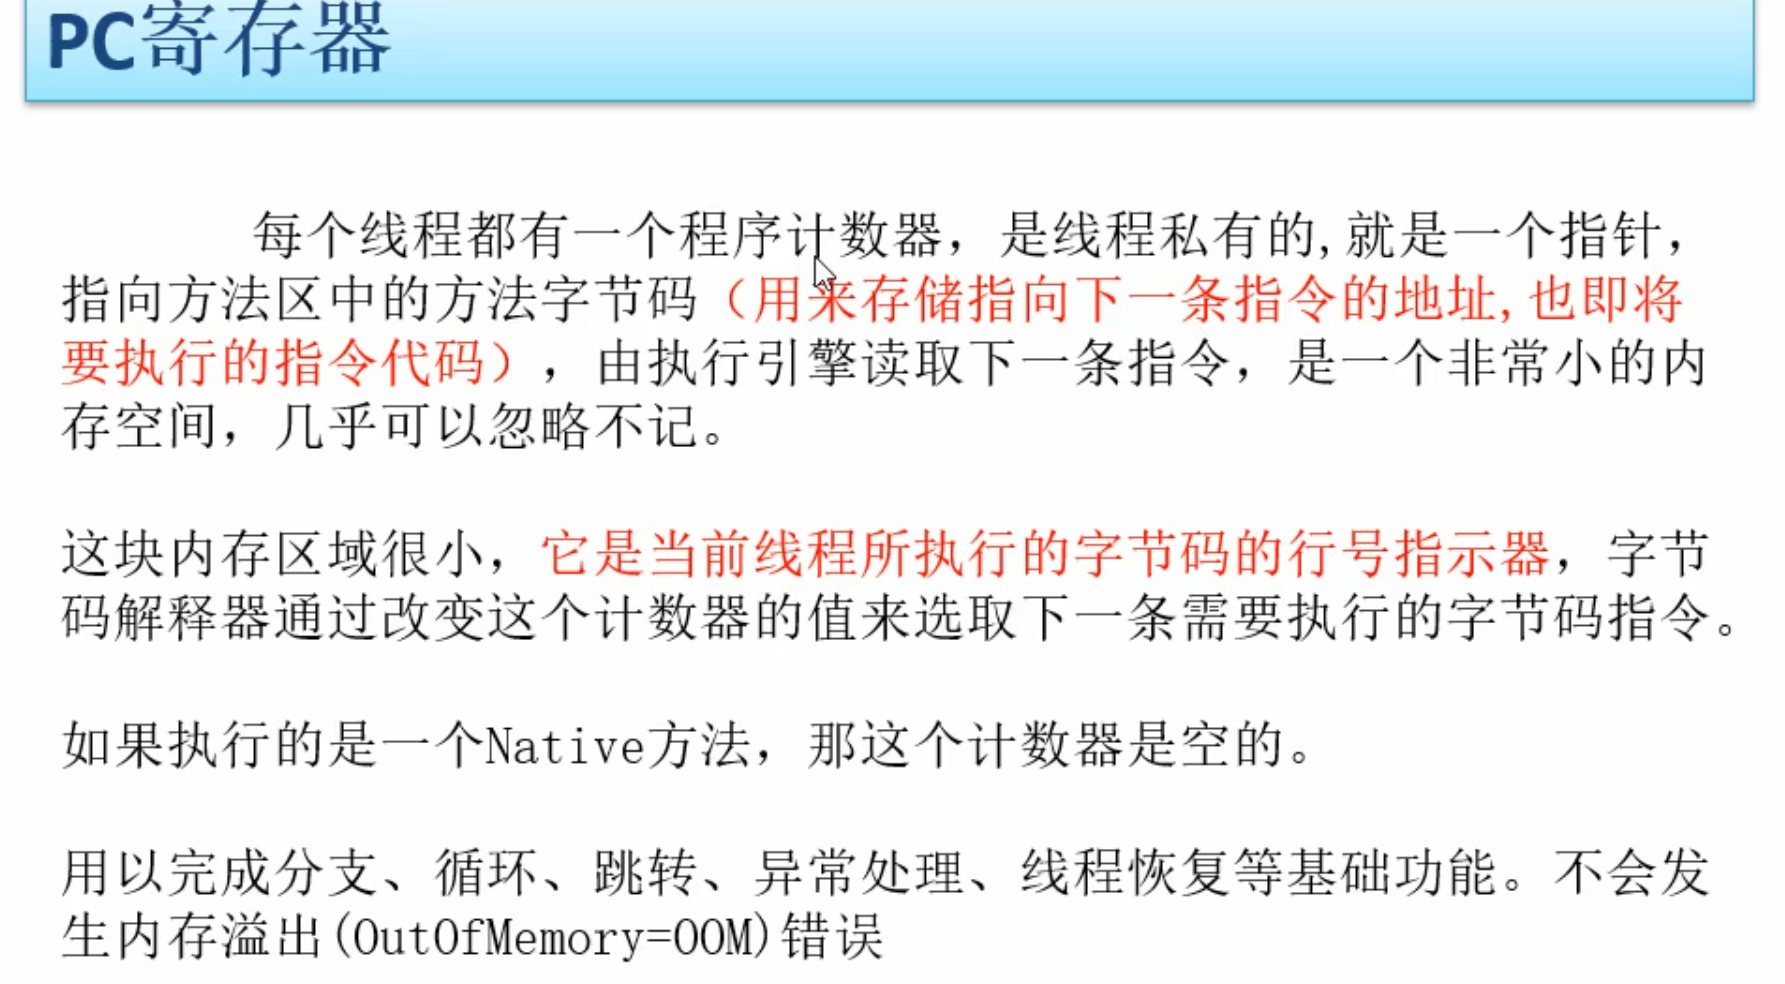 PC寄存器
每个线程都有一个程序计数器，是线程私有的,就是一个指针，
指向方法区中的方法字节码（用来存储指向下一条指令的地址,也即将
要执行的指令代码），由执行引擎读取下一条指令，是一个非常小的内
存空间，几乎可以忽略不记。
这块内存区域很小，它是当前线程所执行的字节码的行号指示器，字节
码解释器通过改变这个计数器的值来选取下一条需要执行的字节码指令。
如果执行的是一个Native方法，那这个计数器是空的。
用以完成分支、循环、跳转、异常处理、线程恢复等基础功能。不会发
生内存溢出(OutOfMemory=OOM)错误